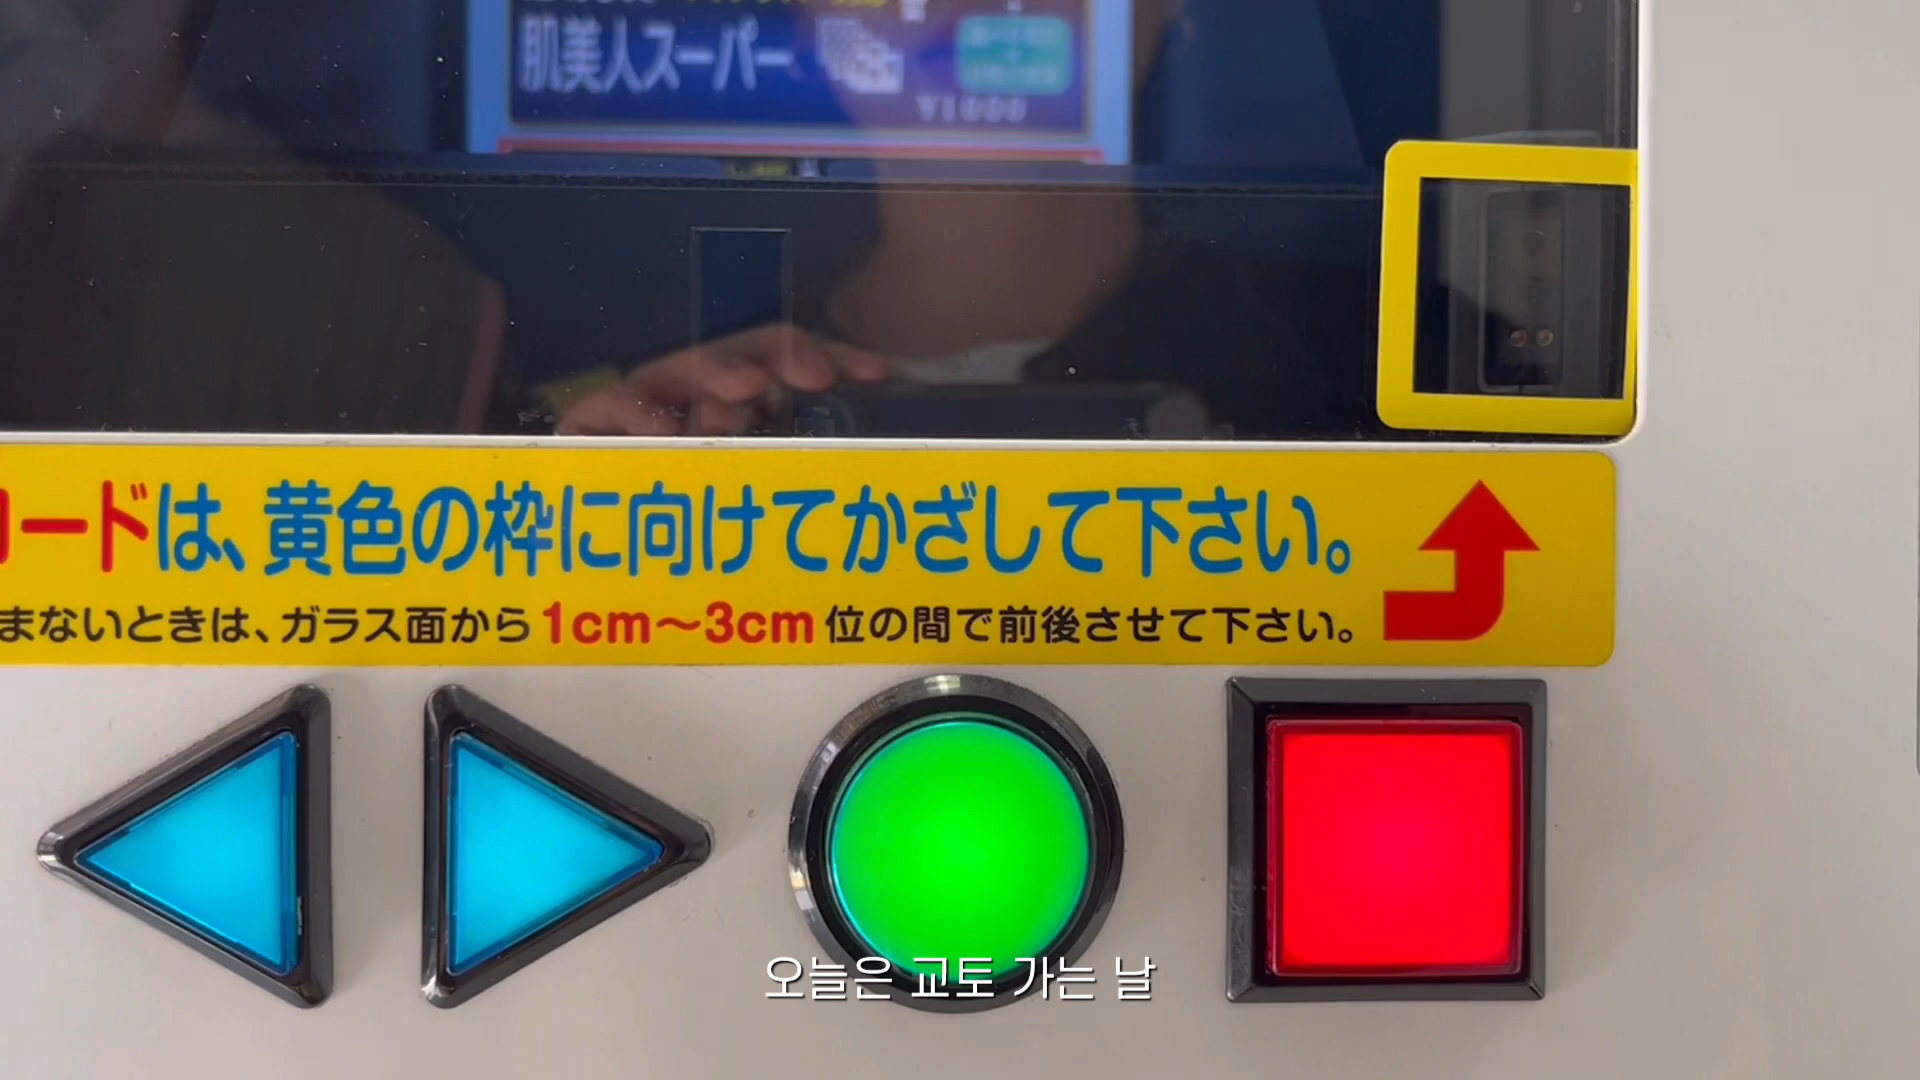 肌美人スーパー
¥1000
ードは、黄色の枠に向けてかざして下さい。
まないときは、ガラス面から1cm〜3cm位の間で前後させて下さい。
오늘은 교토 가는 날